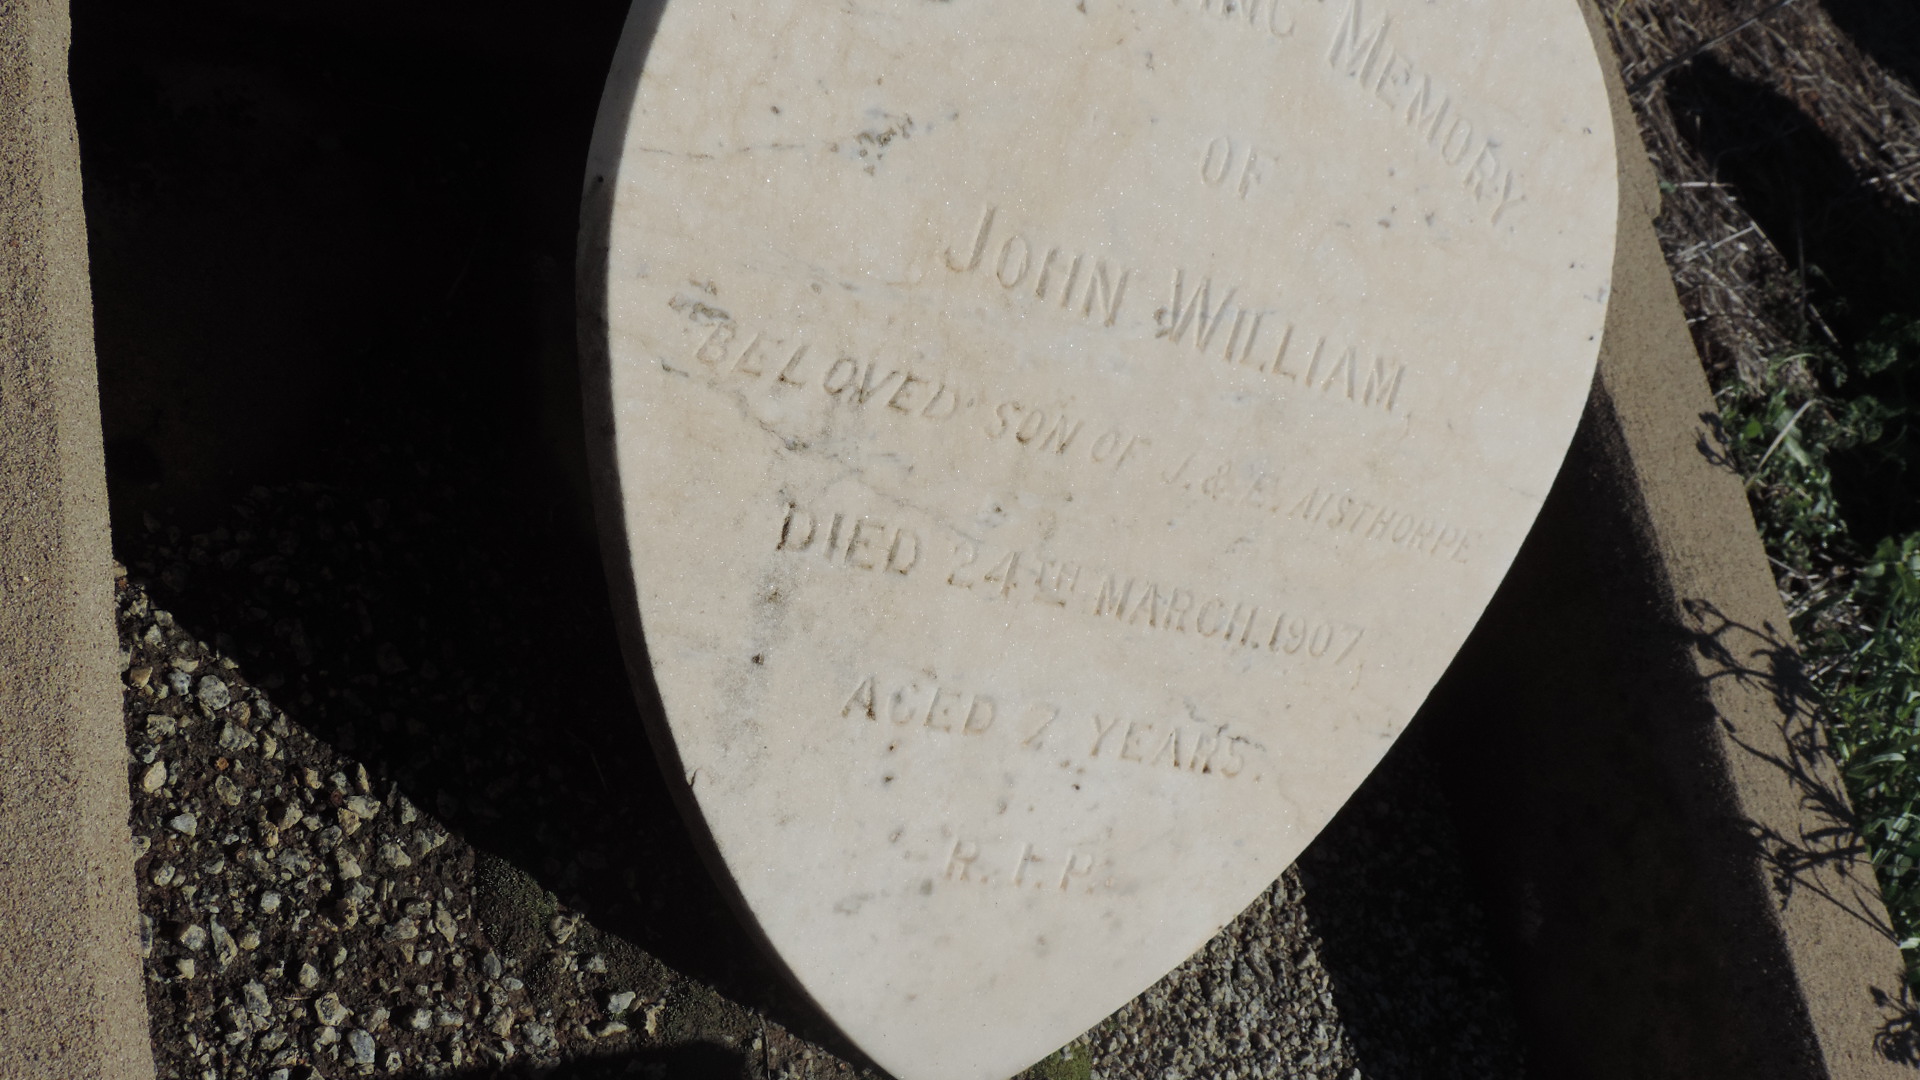 MEMORY
OF
JOHN WILLIAM,
BELOVED SON OF J. & E. AISTHORPE
DIED 24TH MARCH. 1907,
AGED 2 YEARS.
R.I.P.